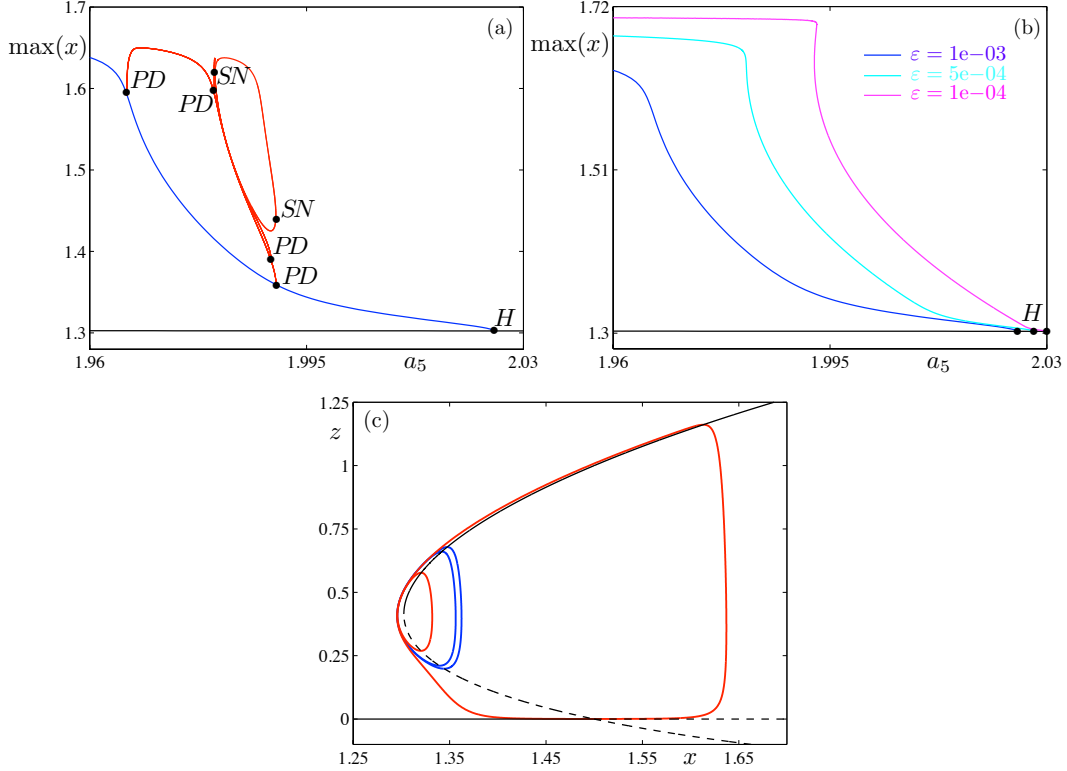 1.7
max(x)
1.6
1.5
1.4
1.3
1.96
1.995
a₅
2.03
(a)
PD
SN
PD
SN
PD
PD
H
1.72
max(x)
1.51
1.3
1.96
1.995
a₅
2.03
(b)
ε = 1e−03
ε = 5e−04
ε = 1e−04
H
1.25
z
1
0.75
0.5
0.25
0
1.25
1.35
1.45
1.55
x
1.65
(c)